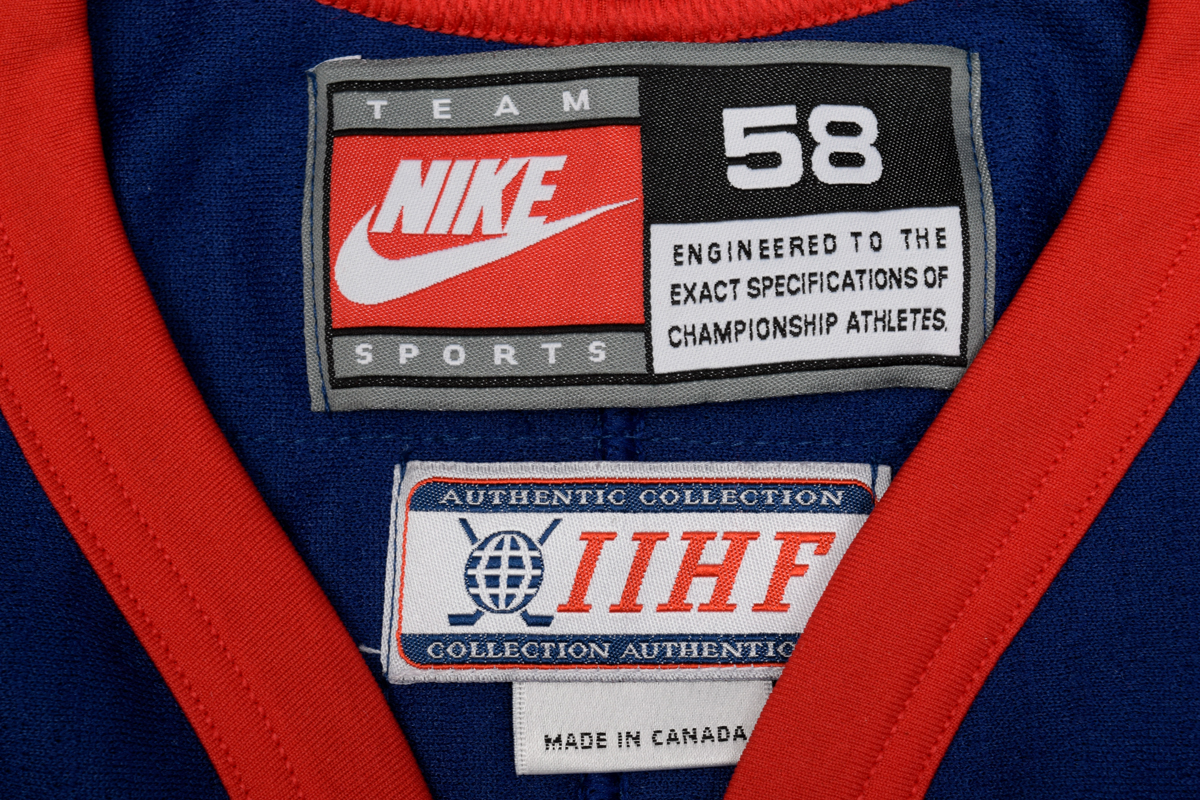 TEAM
NIKE
SPORTS
58
ENGINEERED TO THE
EXACT SPECIFICATIONS OF
CHAMPIONSHIP ATHLETES.
AUTHENTIC COLLECTION
IIHF
COLLECTION AUTHENTIC
MADE IN CANADA